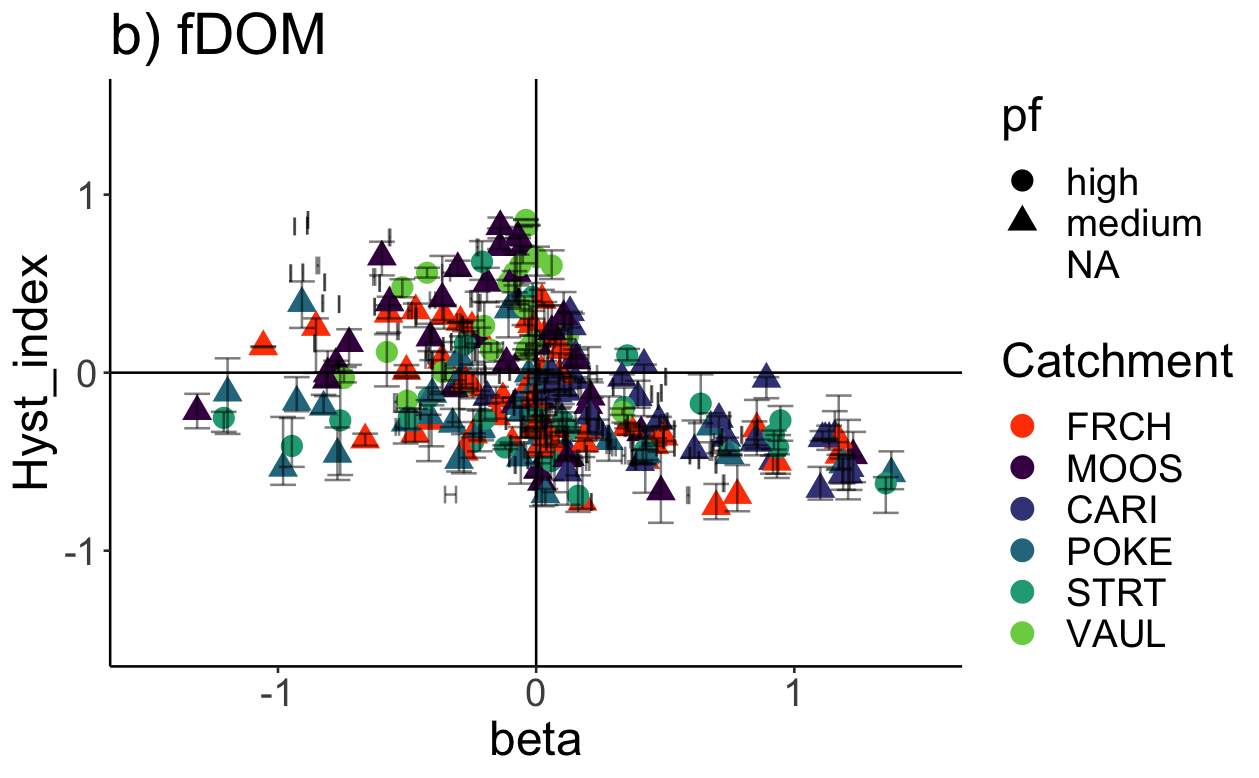 b) fDOM
Hyst_index
1
0
-1
-1
0
1
beta
pf
high
medium
NA
Catchment
FRCH
MOOS
CARI
POKE
STRT
VAUL